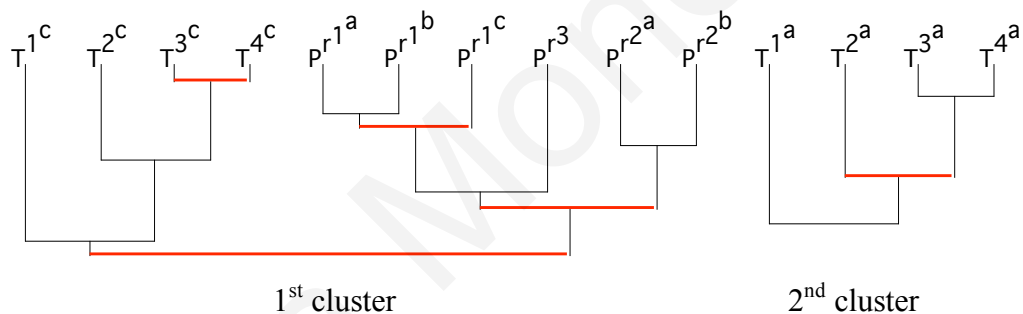 T1c T2c T3c T4c Pr1a Pr1b Pr1c Pr3 Pr2a Pr2b T1a T2a T3a T4a
1st cluster 2nd cluster